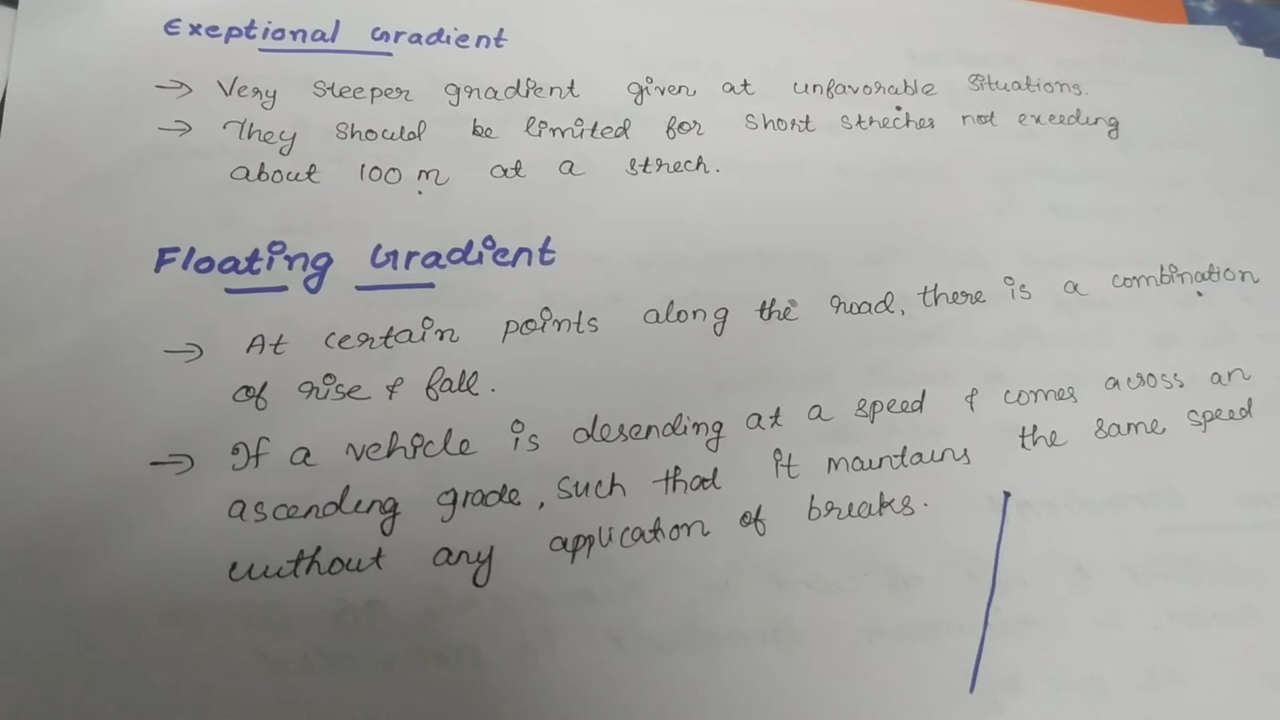 Exeptional Gradient
→ Very steeper gradient given at unfavorable situations.
→ They should be limited for short streches not exeeding
about 100 m at a strech.
Floating Gradient
→ At certain points along the road, there is a combination
of rise & fall.
→ If a vehicle is desending at a speed & comes across an
ascending grade, such that it maintains the same speed
without any application of breaks.